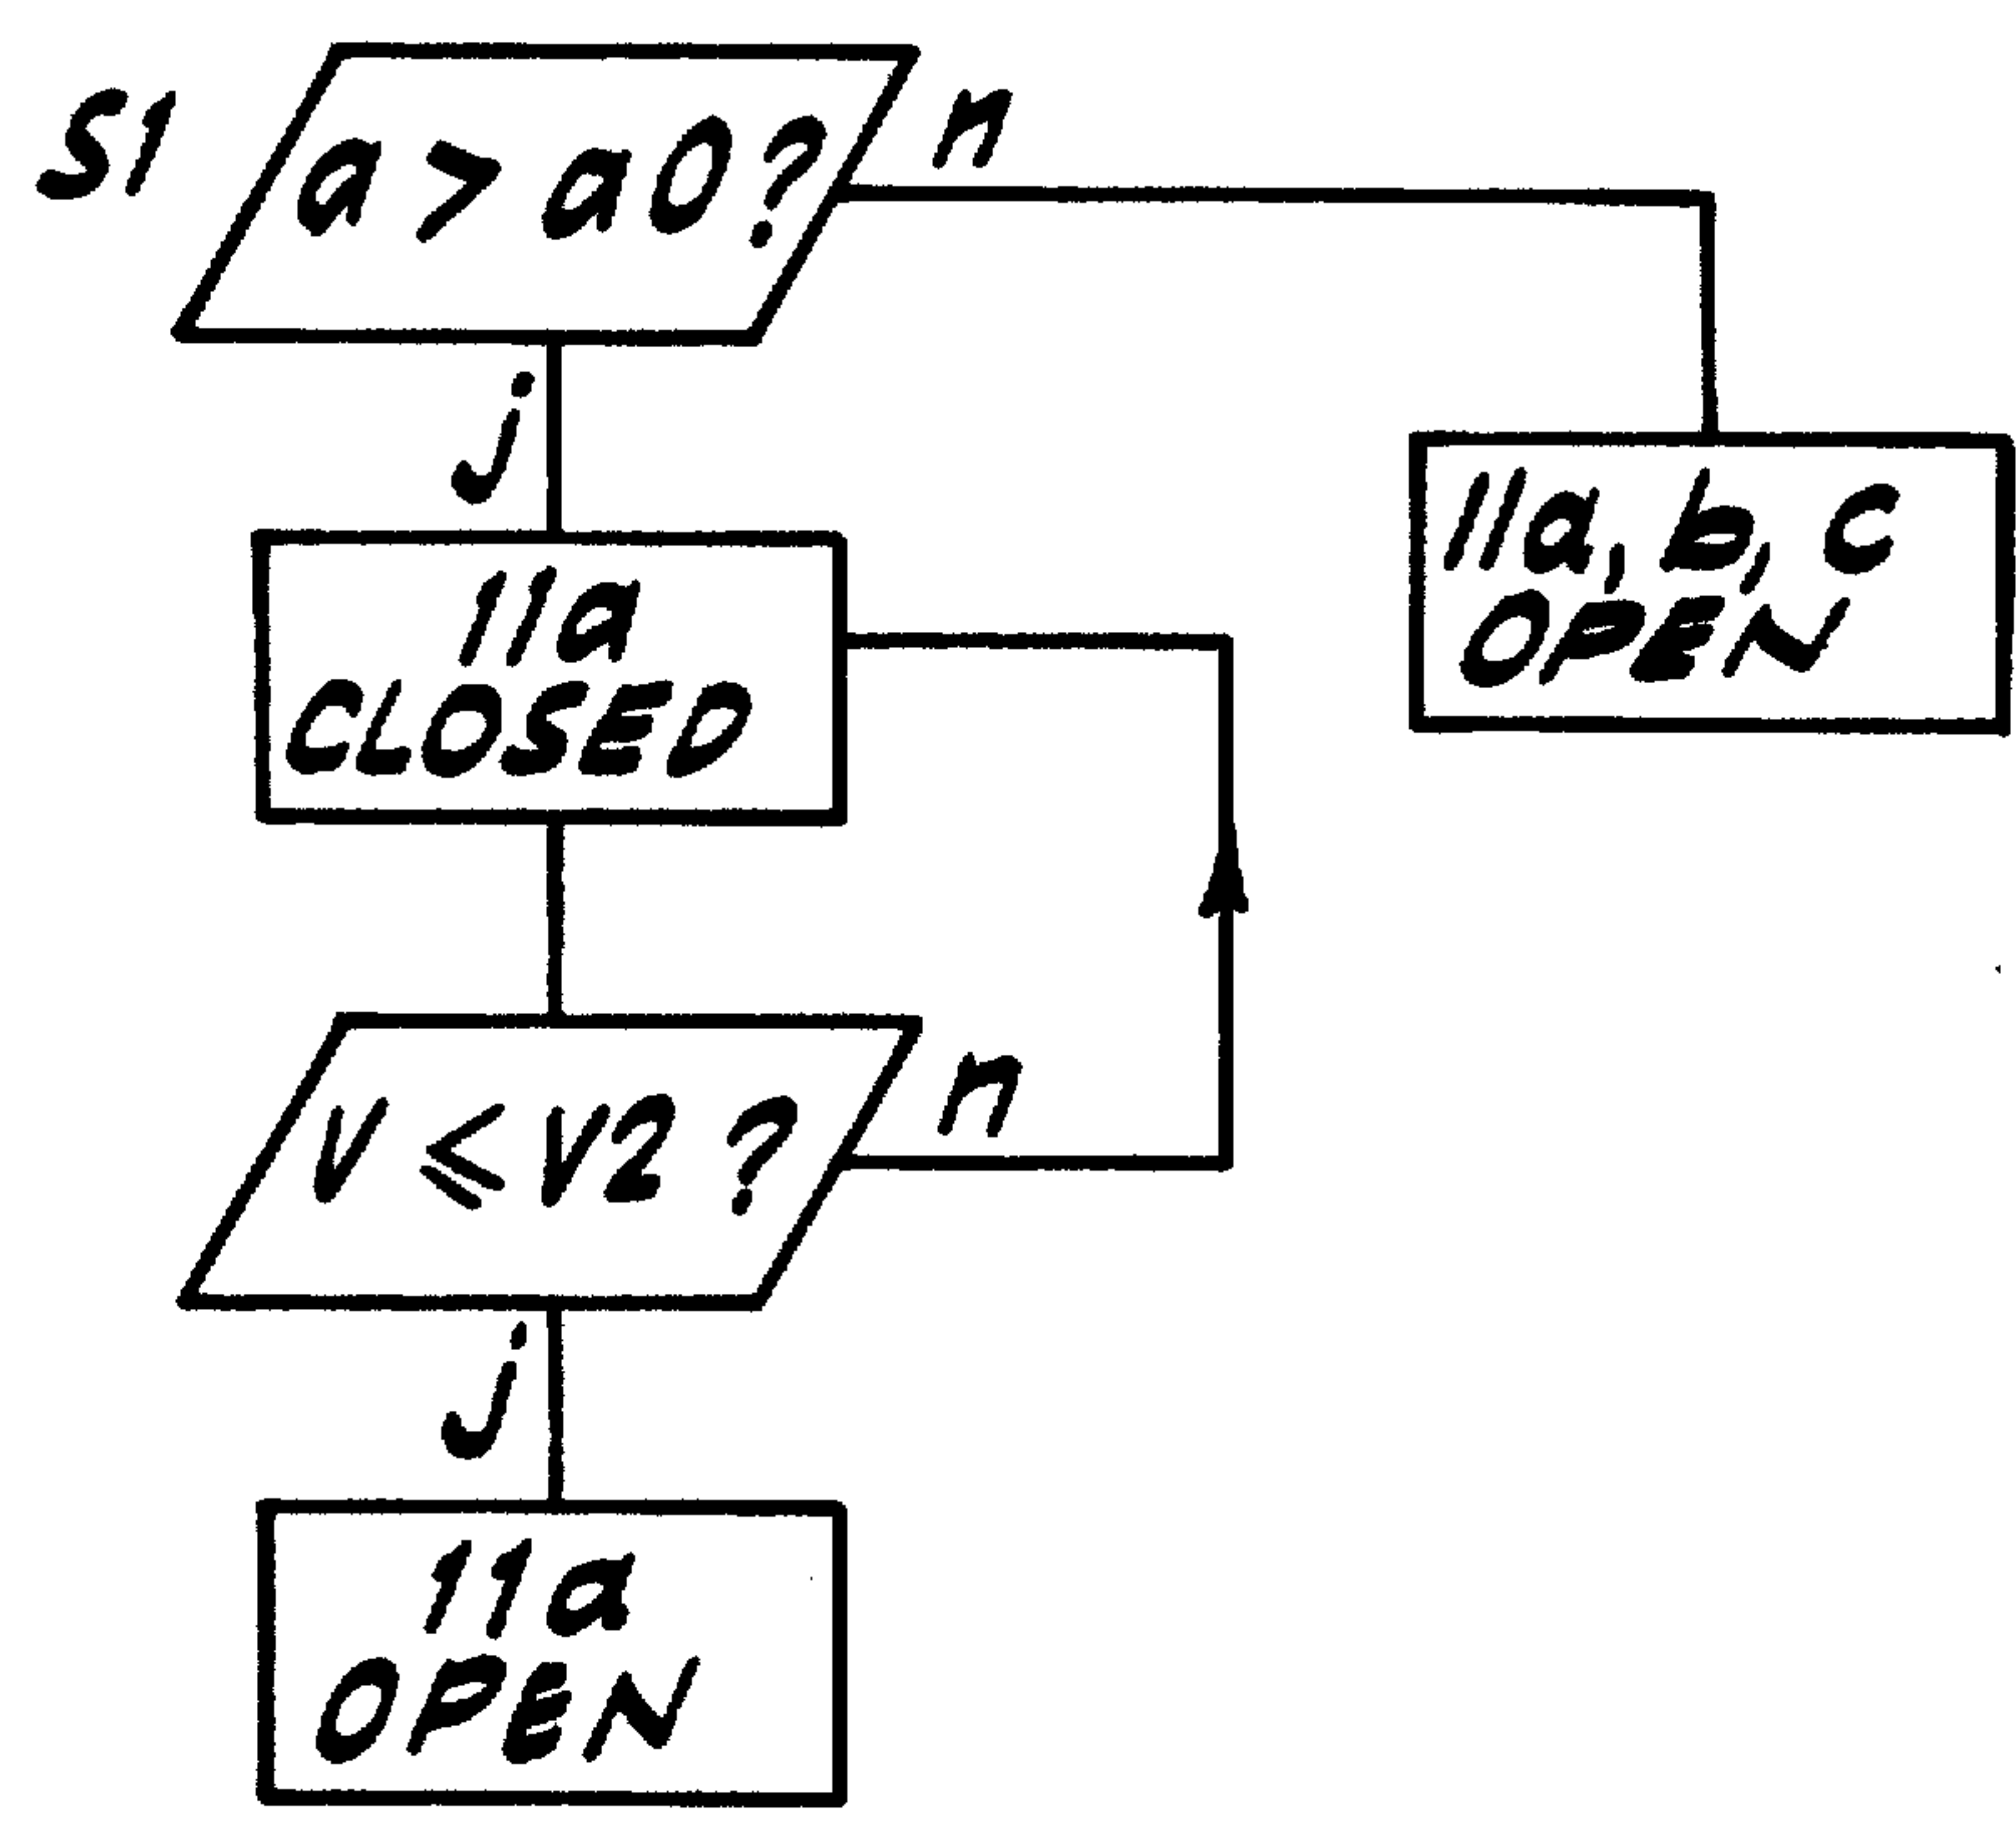 S1
a > a0?
n
j
11a, b, c
OPEN
11a
CLOSED
V ≤ V2 ?
n
j
11a
OPEN